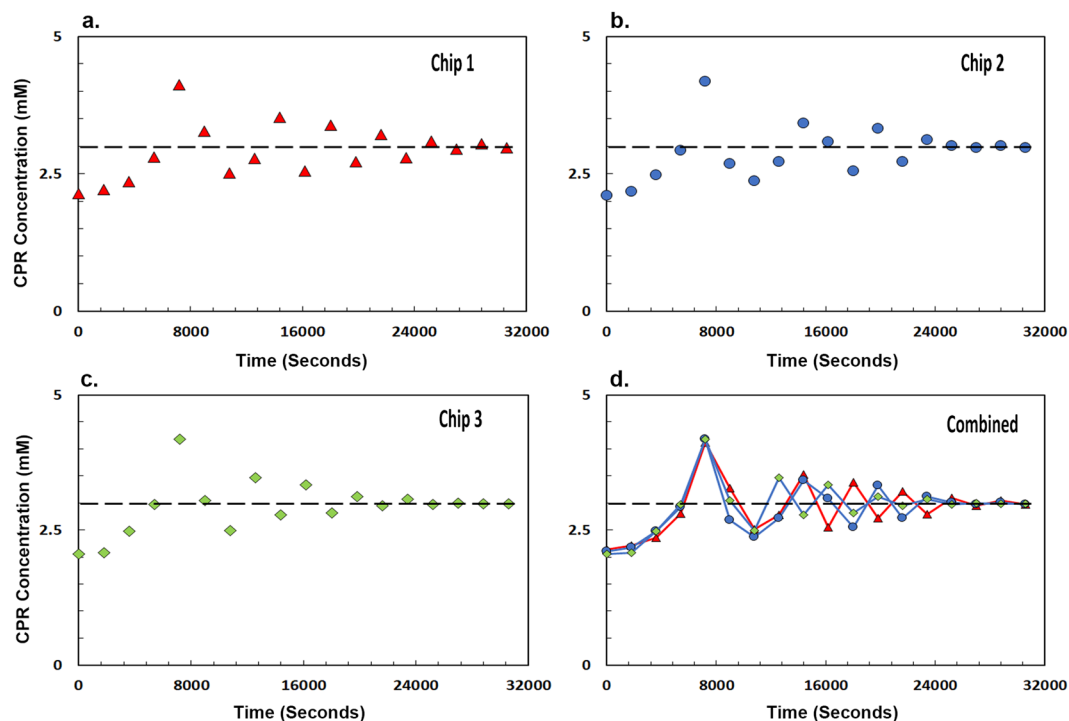 a.
Chip 1
CPR Concentration (mM)
5
2.5
0
0 8000 16000 24000 32000
Time (Seconds)
b.
Chip 2
5
2.5
0
0 8000 16000 24000 32000
Time (Seconds)
c.
Chip 3
CPR Concentration (mM)
5
2.5
0
0 8000 16000 24000 32000
Time (Seconds)
d.
Combined
5
2.5
0
0 8000 16000 24000 32000
Time (Seconds)